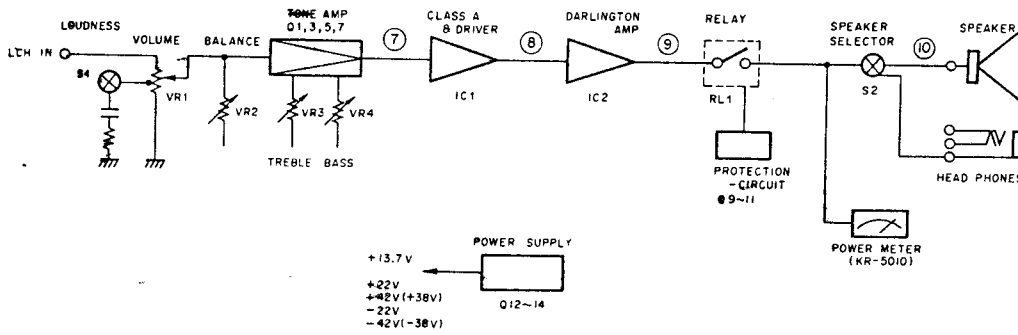 LOUDNESS
LCH IN
VOLUME
S4
VR1
BALANCE
VR2
TONE AMP
Q1,3,5,7
VR3
VR4
TREBLE BASS
7
CLASS A
& DRIVER
IC1
8
DARLINGTON
AMP
IC2
9
RELAY
RL1
PROTECTION
-CIRCUIT
Q9~11
SPEAKER
SELECTOR
S2
10
SPEAKER
HEAD PHONES
POWER METER
(KR-5010)
POWER SUPPLY
Q12~14
+13.7V
+22V
+42V(+38V)
-22V
-42V(-38V)